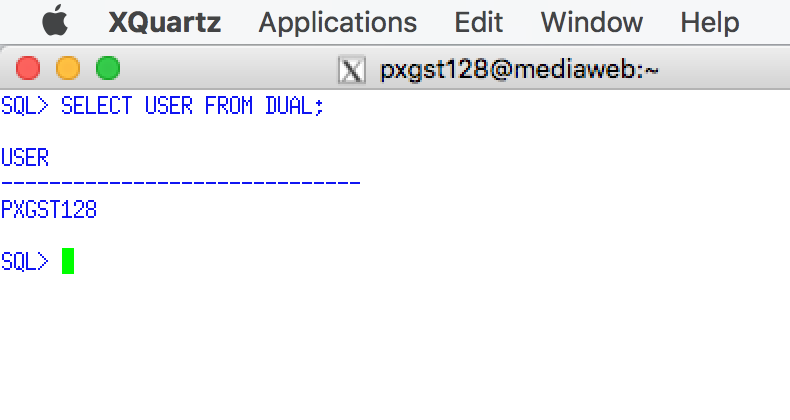 XQuartz Applications Edit Window Help
X pxgst128@mediaweb:~
SQL> SELECT USER FROM DUAL;
USER
------------------------------
PXGST128
SQL>